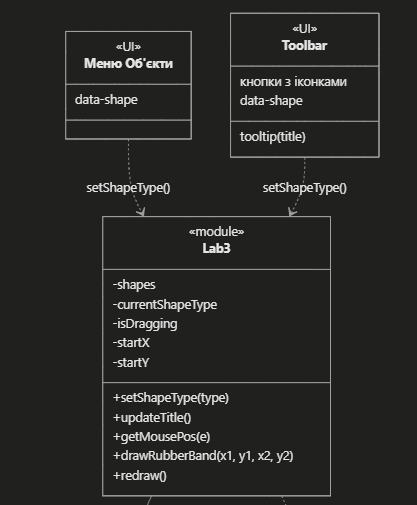 «UI»
Меню Об'єкти
data-shape
«UI»
Toolbar
кнопки з іконками
data-shape
tooltip(title)
setShapeType()
setShapeType()
«module»
Lab3
-shapes
-currentShapeType
-isDragging
-startX
-startY
+setShapeType(type)
+updateTitle()
+getMousePos(e)
+drawRubberBand(x1, y1, x2, y2)
+redraw()